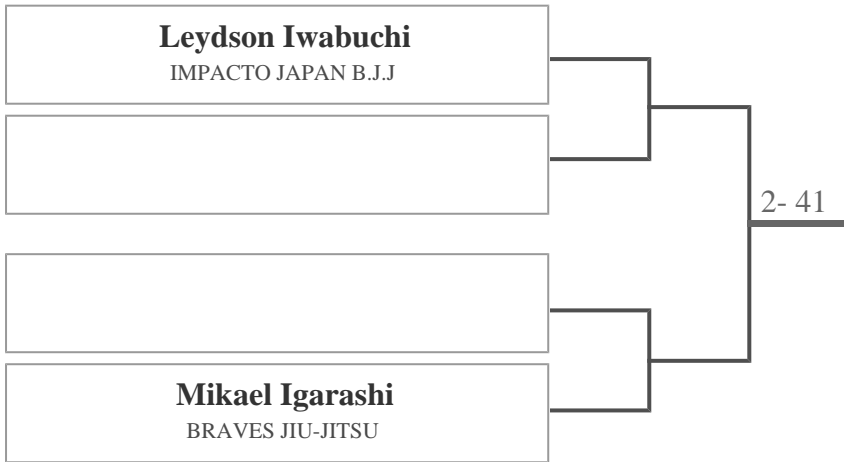 Leydson Iwabuchi
IMPACTO JAPAN B.J.J
2- 41
Mikael Igarashi
BRAVES JIU-JITSU